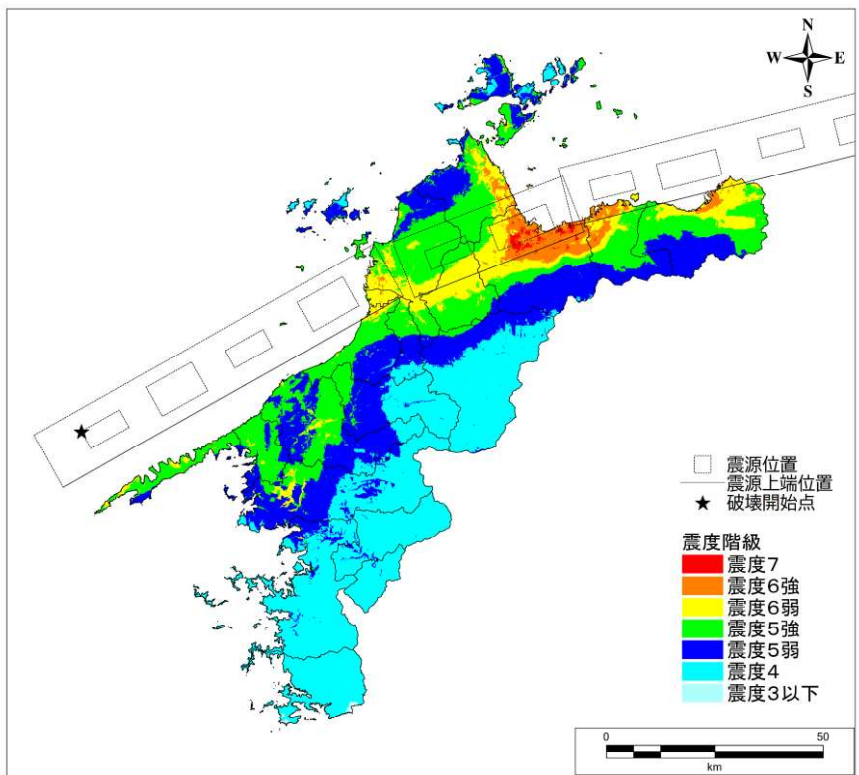 N
W E
S
震源位置
震源上端位置
破壊開始点
震度階級
震度7
震度6強
震度6弱
震度5強
震度5弱
震度4
震度3以下
0 50
km